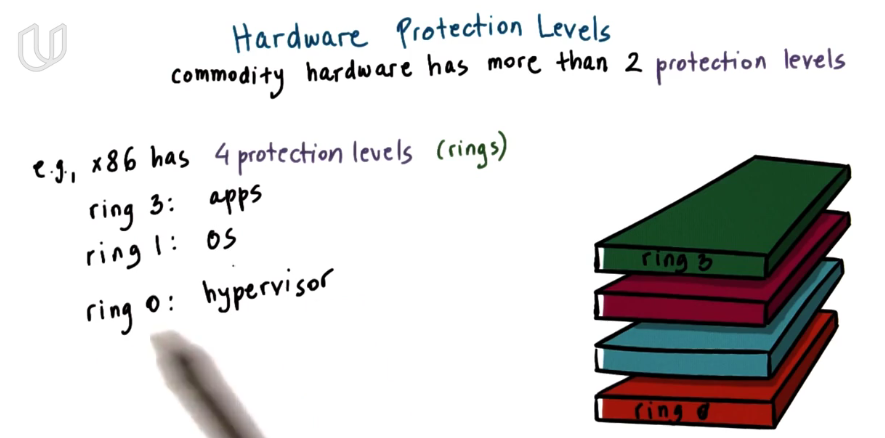 Hardware Protection Levels
commodity hardware has more than 2 protection levels
e.g., x86 has 4 protection levels (rings)
ring 3: apps
ring 1: OS
ring 0: hypervisor
ring 3
ring 0